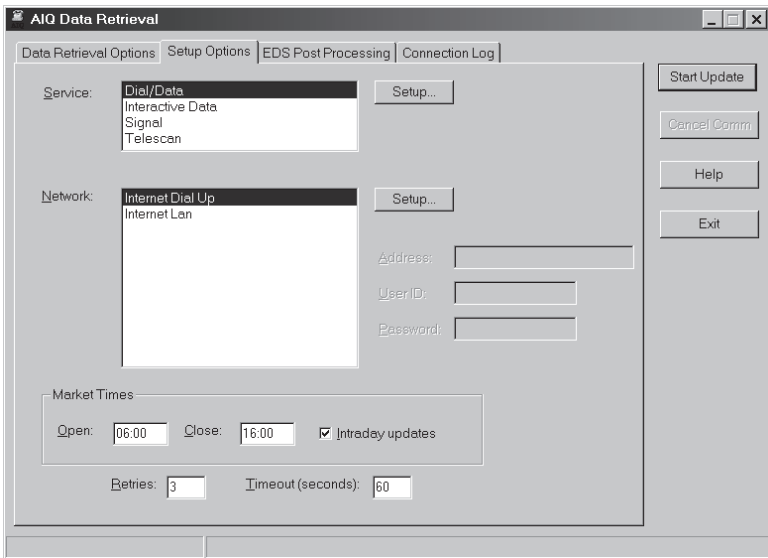 AIQ Data Retrieval
Data Retrieval Options
Setup Options
EDS Post Processing
Connection Log
Service:
Dial/Data
Interactive Data
Signal
Telescan
Setup...
Start Update
Cancel Comm
Help
Exit
Network:
Internet Dial Up
Internet Lan
Setup...
Address:
User ID:
Password:
Market Times
Open: 06:00 Close: 16:00 Intraday updates
Retries: 3 Timeout (seconds): 60